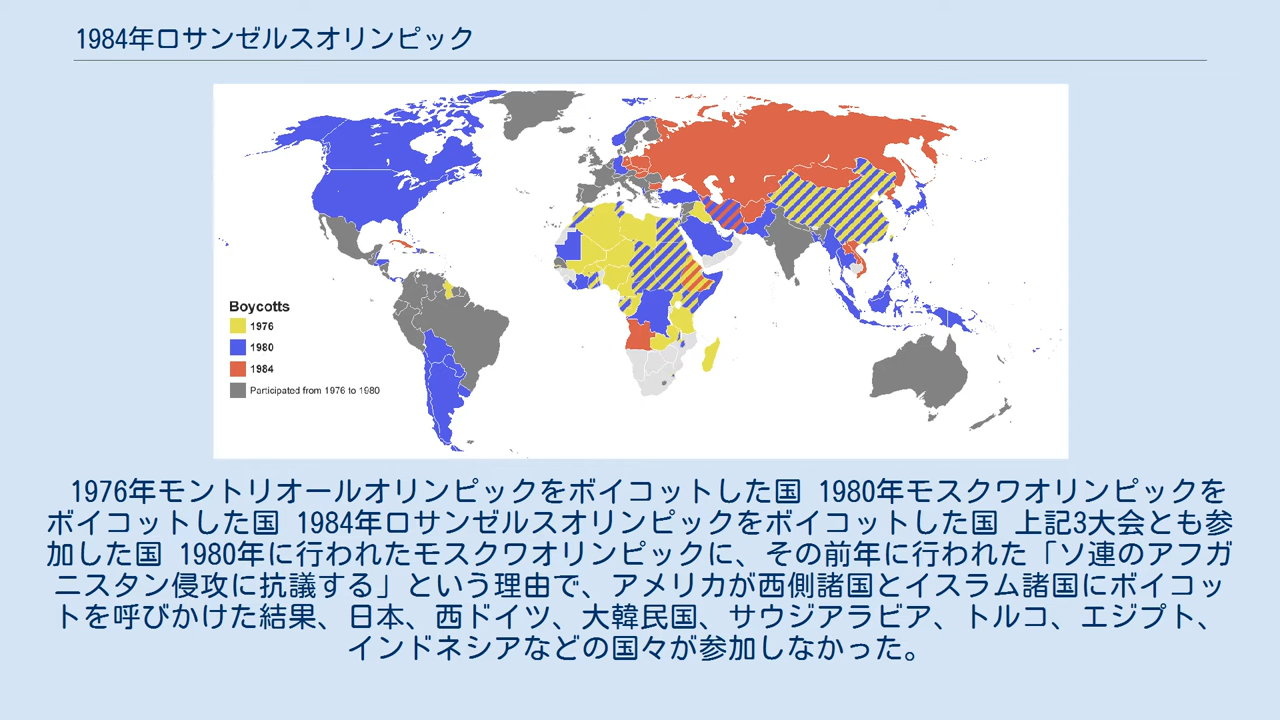 1984年ロサンゼルスオリンピック
Boycotts
1976
1980
1984
Participated from 1976 to 1980
1976年モントリオールオリンピックをボイコットした国 1980年モスクワオリンピックを
ボイコットした国 1984年ロサンゼルスオリンピックをボイコットした国 上記3大会とも参
加した国 1980年に行われたモスクワオリンピックに、その前年に行われた「ソ連のアフガ
ニスタン侵攻に抗議する」という理由で、アメリカが西側諸国とイスラム諸国にボイコッ
トを呼びかけた結果、日本、西ドイツ、大韓民国、サウジアラビア、トルコ、エジプト、
インドネシアなどの国々が参加しなかった。